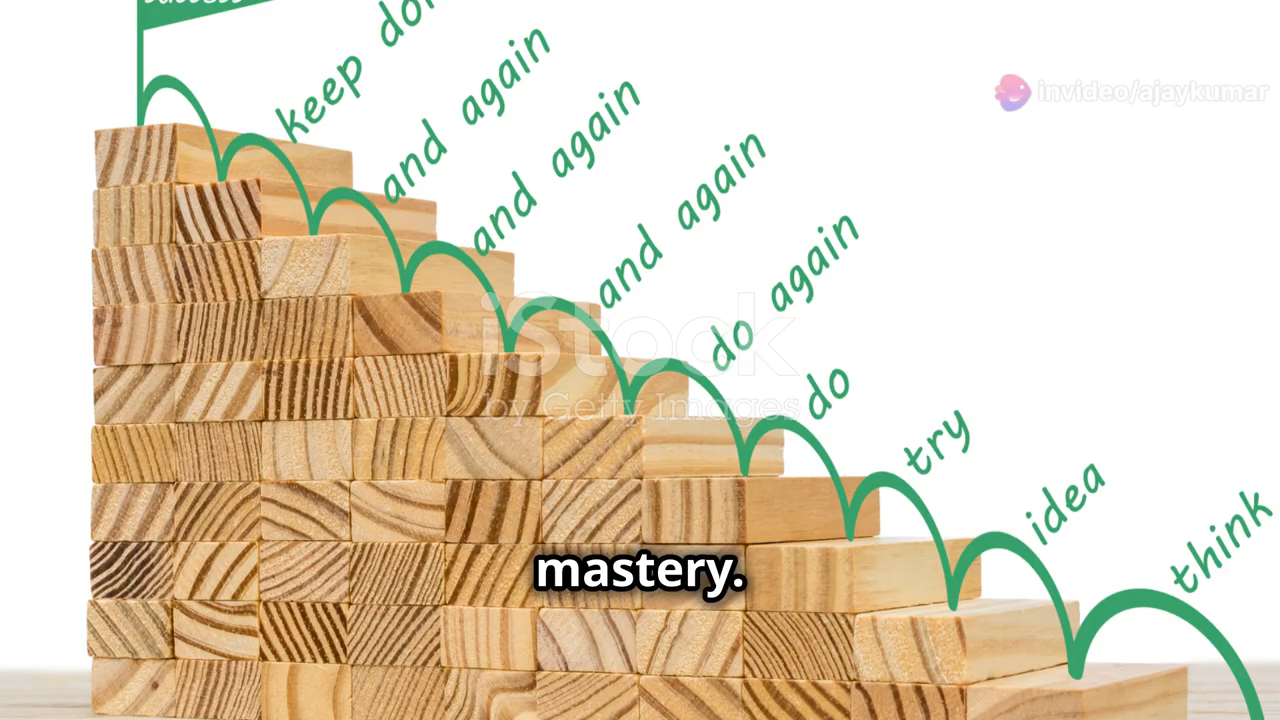 success
invideo/ajaykumar
keep
and again
and again
and again
do again
do
try
idea
think
iStock
by Getty Images
mastery.